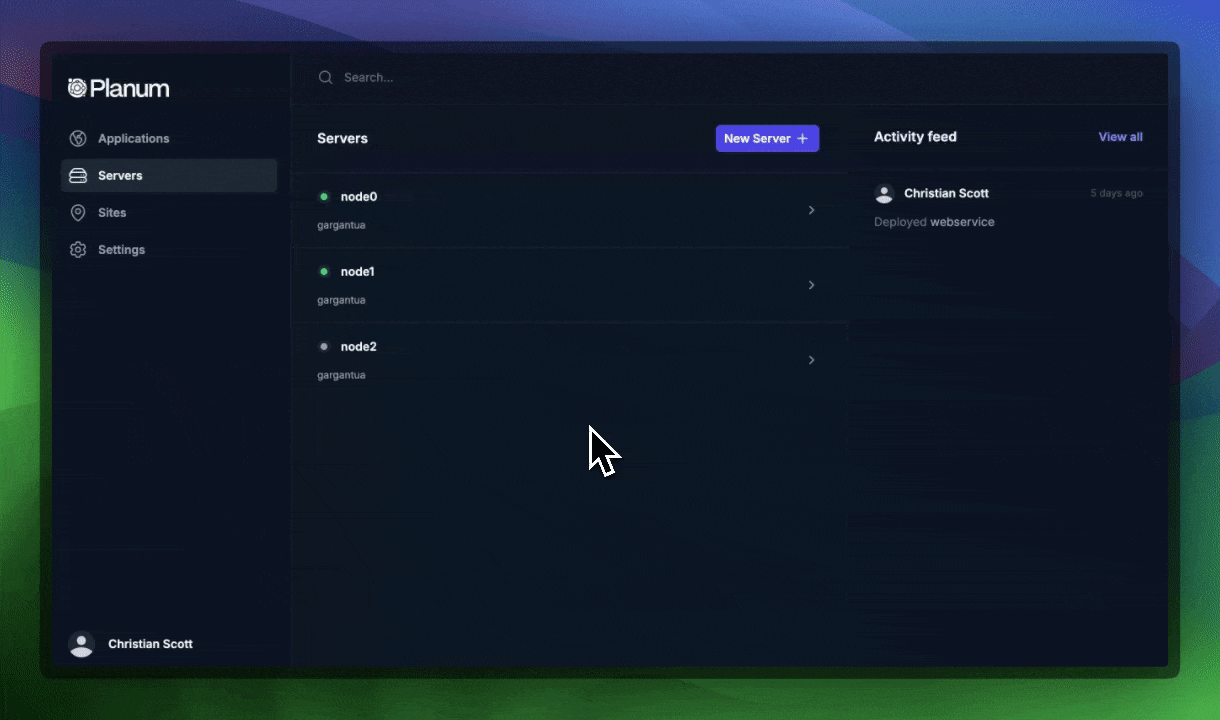 Planum
Applications
Servers
Sites
Settings
Christian Scott
Search...
Servers
New Server +
node0
gargantua
node1
gargantua
node2
gargantua
Activity feed
View all
Christian Scott
5 days ago
Deployed webservice